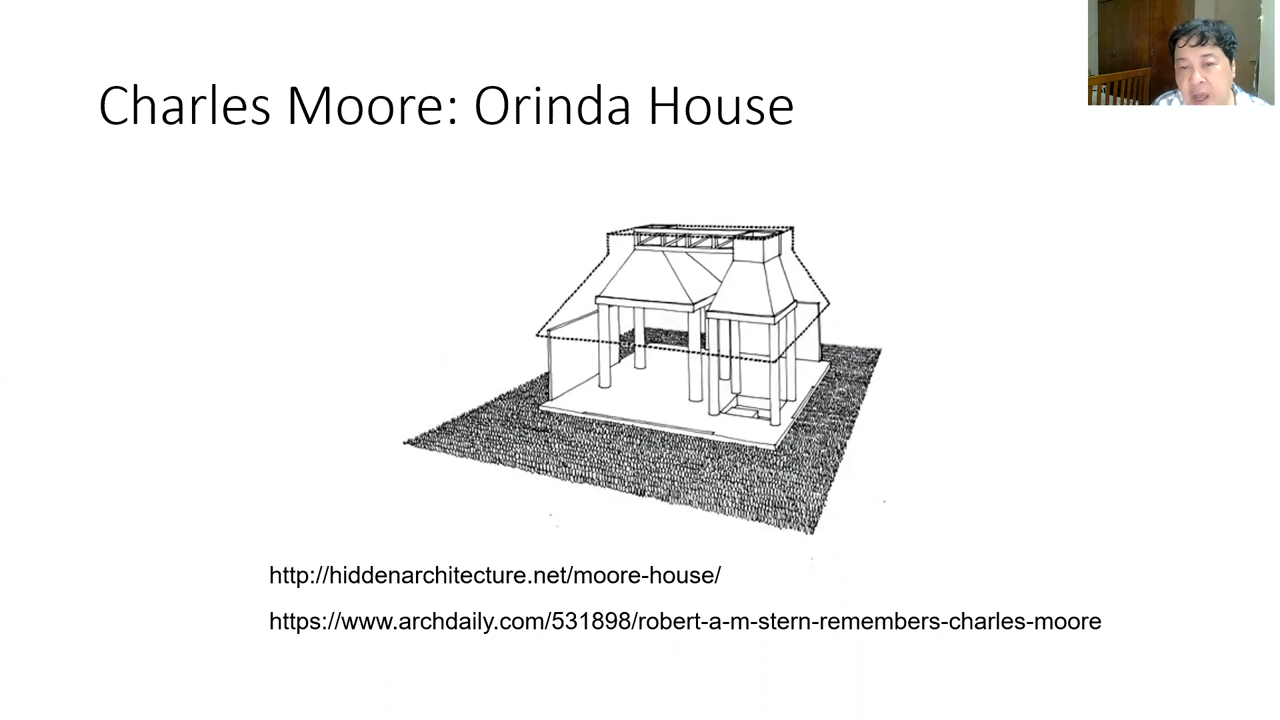 Charles Moore: Orinda House
http://hiddenarchitecture.net/moore-house/
https://www.archdaily.com/531898/robert-a-m-stern-remembers-charles-moore